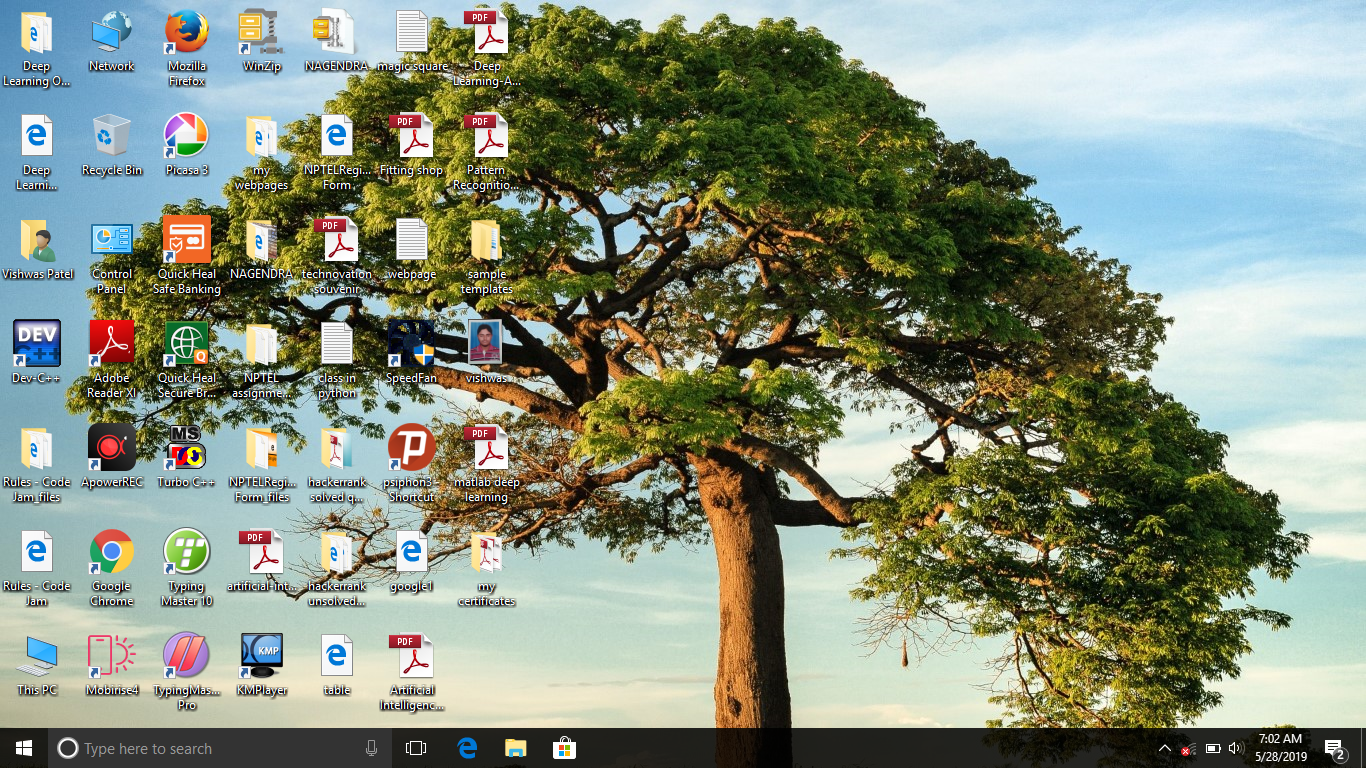 Deep
Learning O...
Network
Mozilla
Firefox
WinZip
NAGENDRA
magic square
PDF
Deep
Learning-A...
Deep
Learni...
Recycle Bin
Picasa 3
my
webpages
NPTELRegi...
Form
PDF
Fitting shop
PDF
Pattern
Recognitio...
Vishwas Patel
Control
Panel
Quick Heal
Safe Banking
NAGENDRA
PDF
technovation
souvenir
webpage
sample
templates
DEV
Dev-C++
Adobe
Reader XI
Quick Heal
Secure Br...
NPTEL
assignme...
class in
python
SpeedFan
vishwas
Rules - Code
Jam_files
ApowerREC
MS
Turbo C++
NPTELRegi...
Form_files
hackerrank
solved q...
psiphon3 -
Shortcut
PDF
matlab deep
learning
Rules - Code
Jam
Google
Chrome
Typing
Master 10
PDF
artificial-int...
hackerrank
unsolved...
google1
my
certificates
This PC
Mobirise4
TypingMas...
Pro
KMP
KMPlayer
table
PDF
Artificial
Intelligenc...
Type here to search
7:02 AM
5/28/2019
2